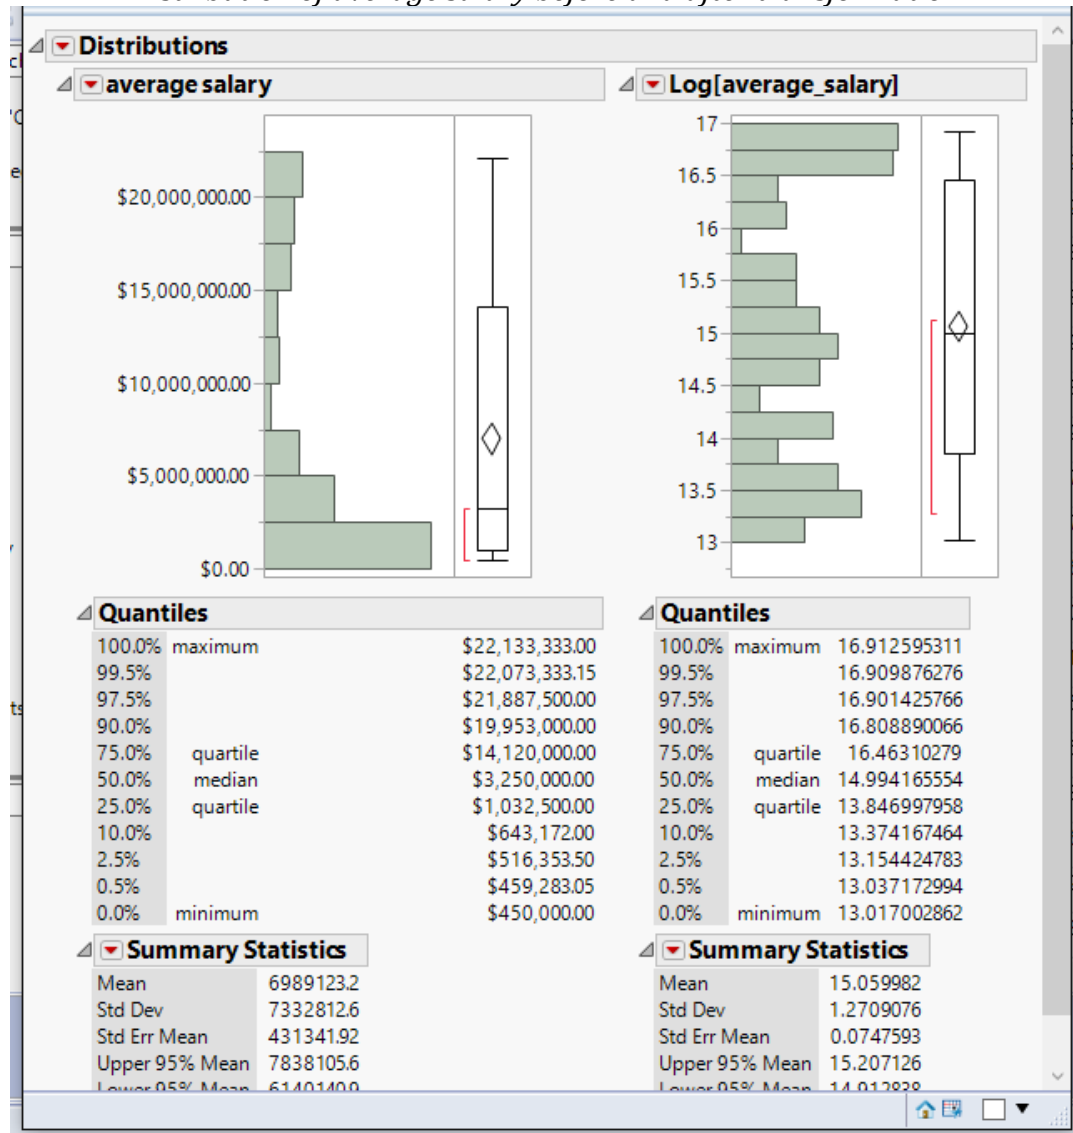 Distributions
average salary
$20,000,000.00
$15,000,000.00
$10,000,000.00
$5,000,000.00
$0.00
Quantiles
100.0% maximum $22,133,333.00
99.5% $22,073,333.15
97.5% $21,887,500.00
90.0% $19,953,000.00
75.0% quartile $14,120,000.00
50.0% median $3,250,000.00
25.0% quartile $1,032,500.00
10.0% $643,172.00
2.5% $516,353.50
0.5% $459,283.05
0.0% minimum $450,000.00
Summary Statistics
Mean 6989123.2
Std Dev 7332812.6
Std Err Mean 431341.92
Upper 95% Mean 7838105.6
Lower 95% Mean 6140140.9
Log[average_salary]
17
16.5
16
15.5
15
14.5
14
13.5
13
Quantiles
100.0% maximum 16.912595311
99.5% 16.909876276
97.5% 16.901425766
90.0% 16.808890066
75.0% quartile 16.46310279
50.0% median 14.994165554
25.0% quartile 13.846997958
10.0% 13.374167464
2.5% 13.154424783
0.5% 13.037172994
0.0% minimum 13.017002862
Summary Statistics
Mean 15.059982
Std Dev 1.2709076
Std Err Mean 0.0747593
Upper 95% Mean 15.207126
Lower 95% Mean 14.912838